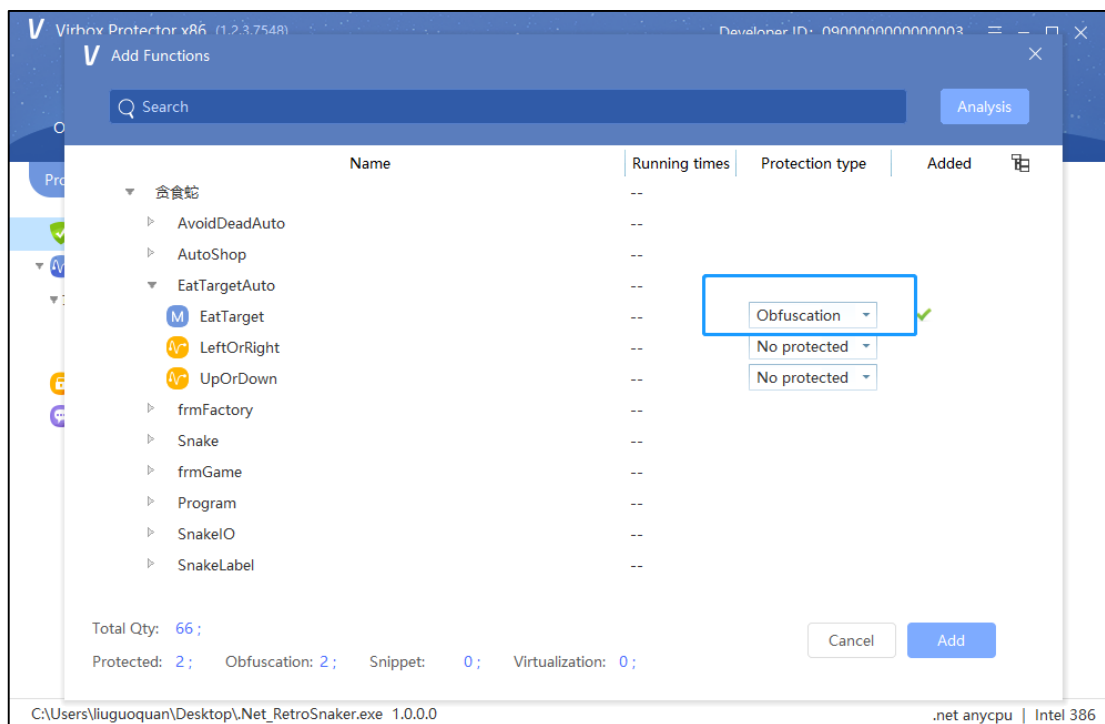 V Virbox Protector x86 (1.2.3.7548) Developer ID: 0900000000000003
V Add Functions
Search Analysis
Name Running times Protection type Added
贪食蛇 --
AvoidDeadAuto --
AutoShop --
EatTargetAuto --
M EatTarget -- Obfuscation
LeftOrRight -- No protected
UpOrDown -- No protected
frmFactory --
Snake --
frmGame --
Program --
SnakeIO --
SnakeLabel --
Total Qty: 66 ;
Cancel Add
Protected: 2 ; Obfuscation: 2 ; Snippet: 0 ; Virtualization: 0 ;
C:\Users\liuguoquan\Desktop\.Net_RetroSnaker.exe 1.0.0.0 .net anycpu | Intel 386